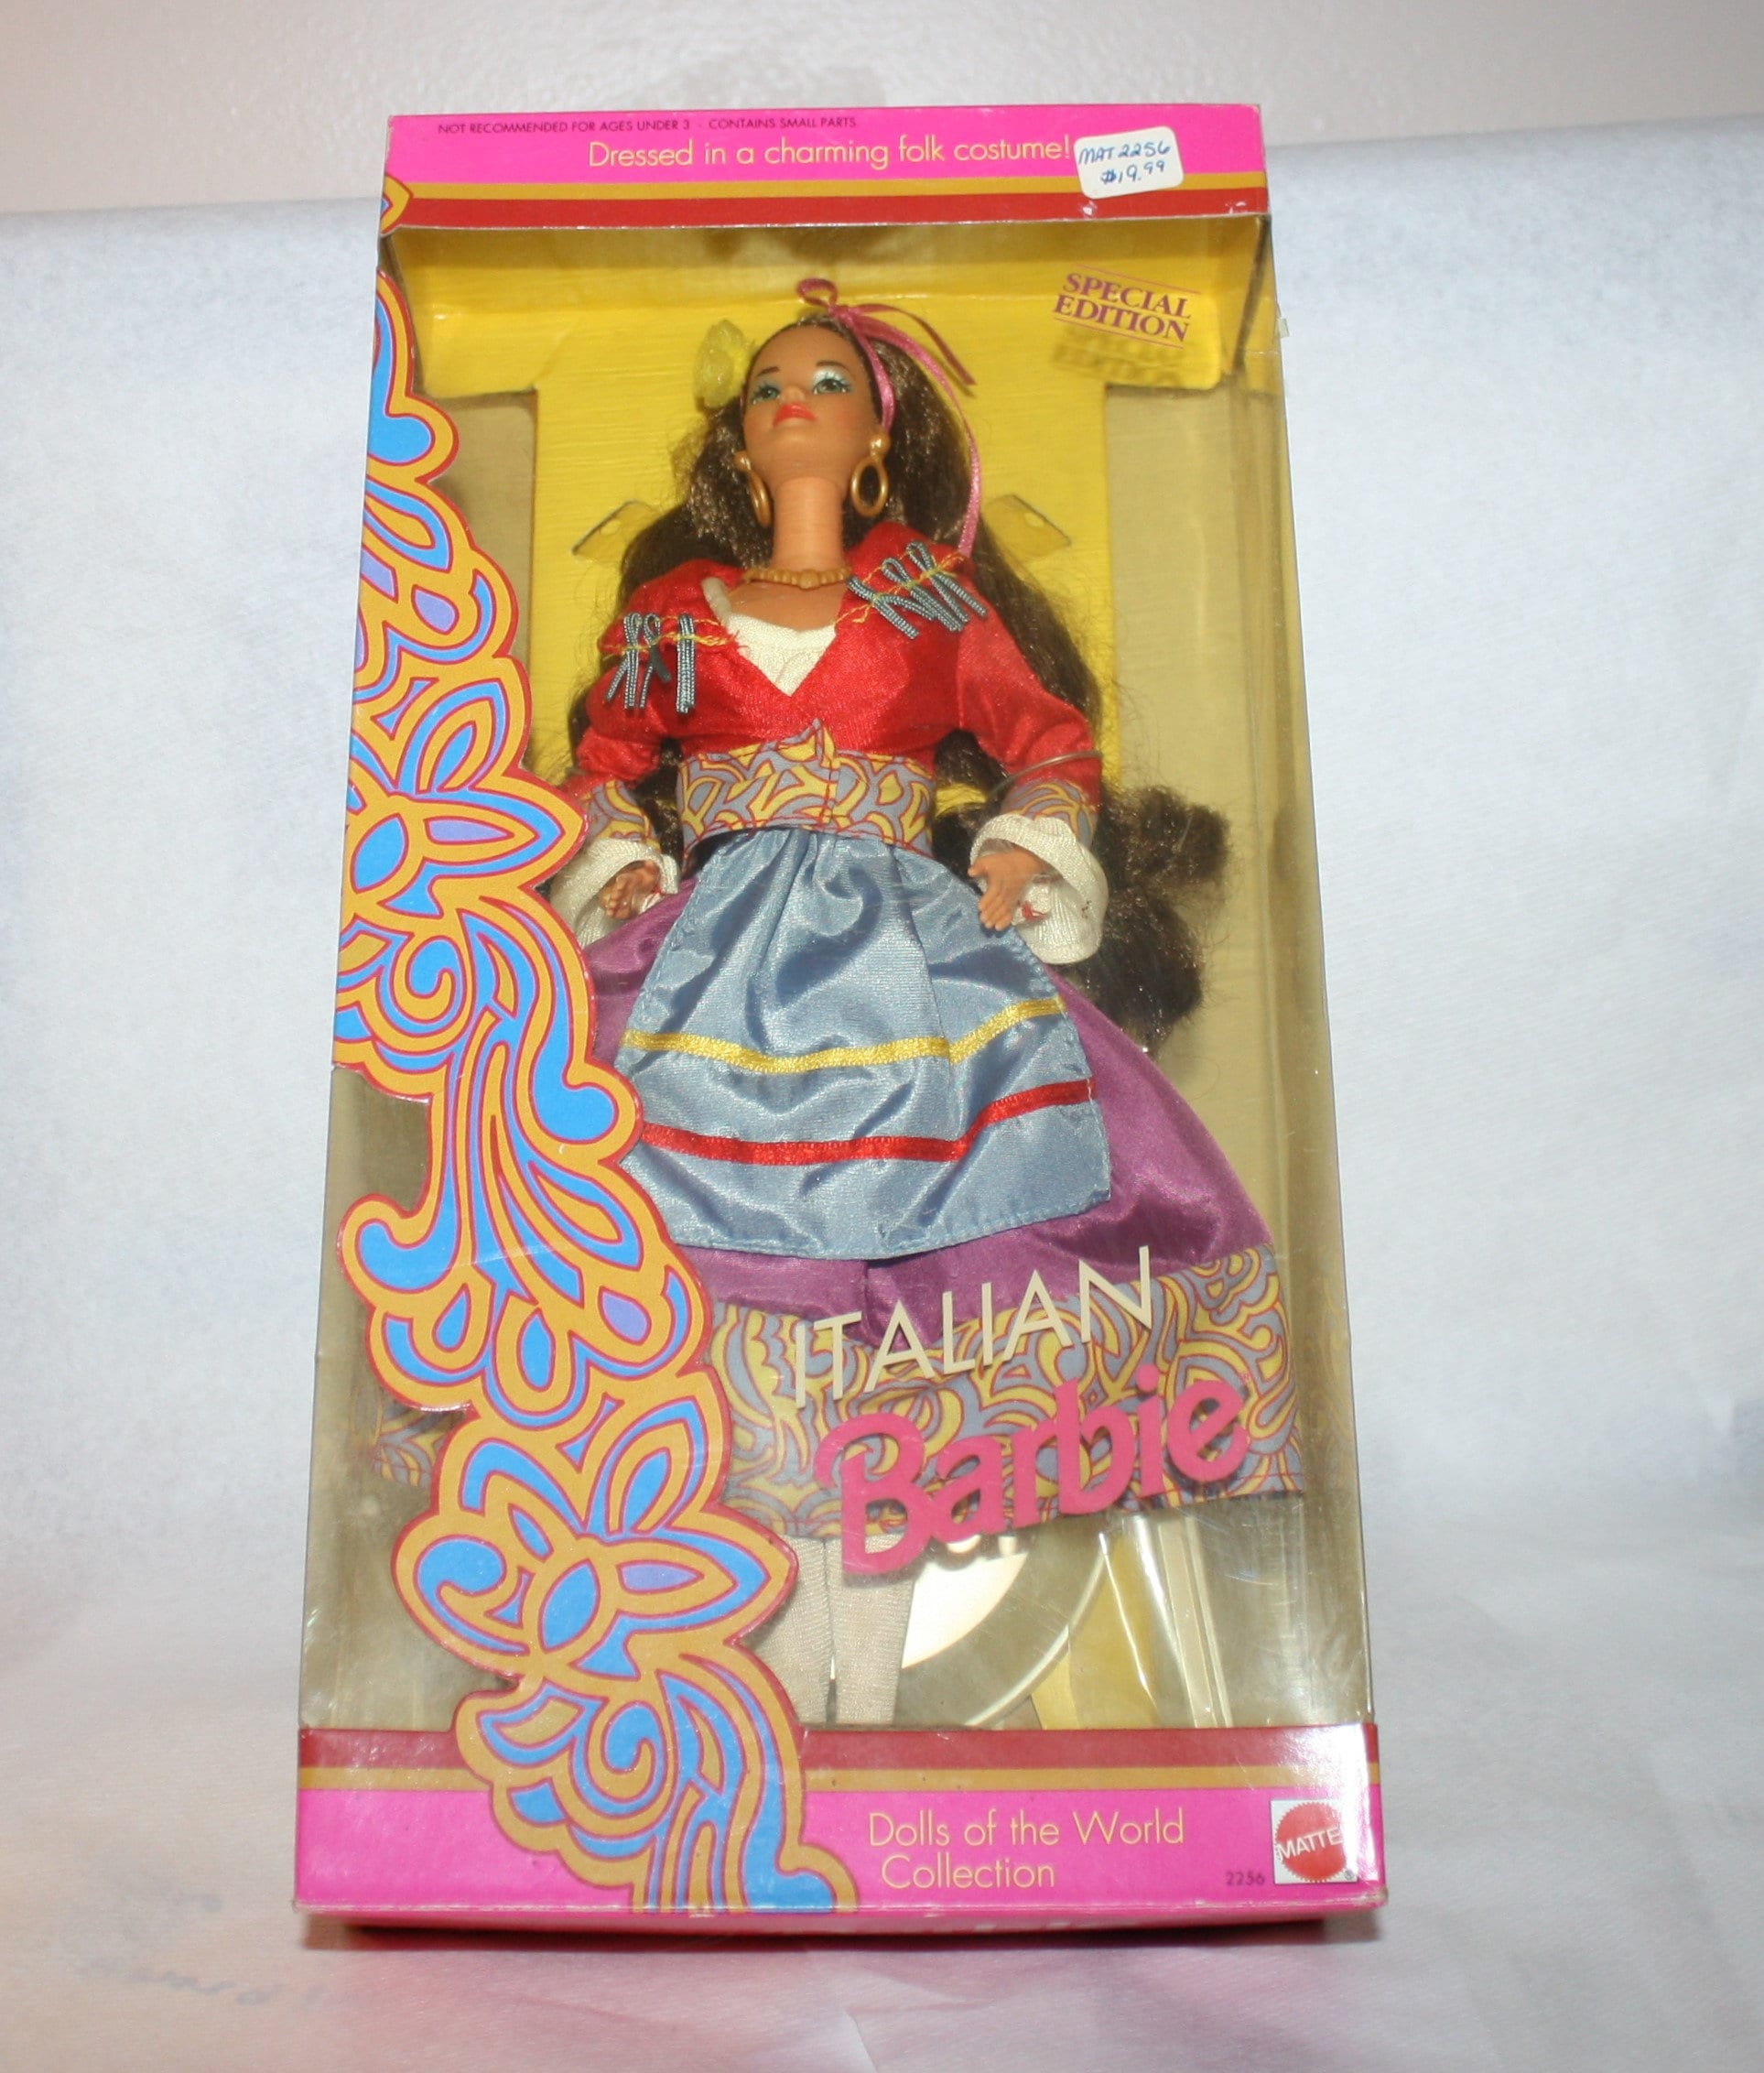 NOT RECOMMENDED FOR AGES UNDER 3 CONTAINS SMALL PARTS
Dressed in a charming folk costume!
MAT 2256
$19.99
SPECIAL
EDITION
ITALIAN
Barbie
Dolls of the World
Collection
2256
MATTEL